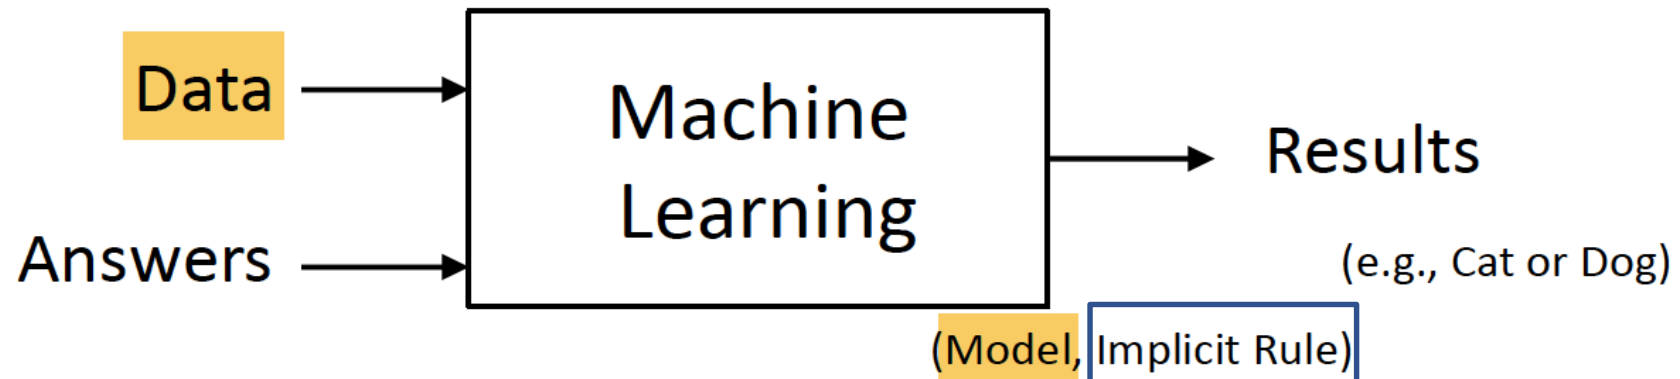 Data
Answers
Machine
Learning
Results
(e.g., Cat or Dog)
(Model, Implicit Rule)